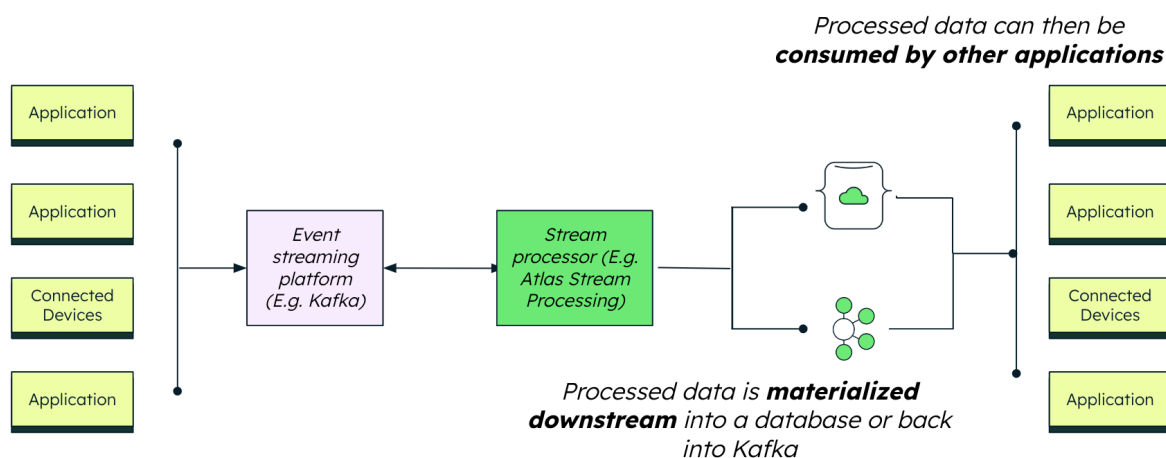 Processed data can then be
consumed by other applications
Application
Application
Connected
Devices
Application
Event
streaming
platform
(E.g. Kafka)
Stream
processor (E.g.
Atlas Stream
Processing)
Application
Application
Connected
Devices
Application
Processed data is materialized
downstream into a database or back
into Kafka